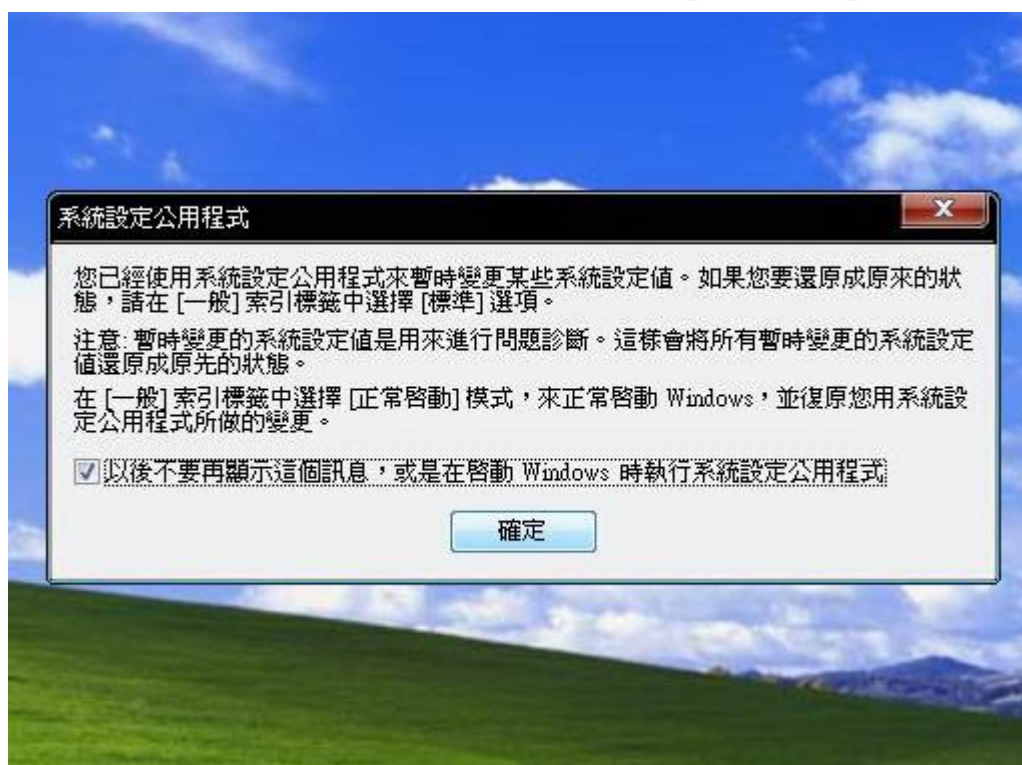 系統設定公用程式
您已經使用系統設定公用程式來暫時變更某些系統設定值。如果您要還原成原來的狀
態，請在 [一般] 索引標籤中選擇 [標準] 選項。
注意: 暫時變更的系統設定值是用來進行問題診斷。這樣會將所有暫時變更的系統設定
值還原成原先的狀態。
在 [一般] 索引標籤中選擇 [正常啓動] 模式，來正常啓動 Windows，並復原您用系統設
定公用程式所做的變更。
以後不要再顯示這個訊息，或是在啓動 Windows 時執行系統設定公用程式
確定